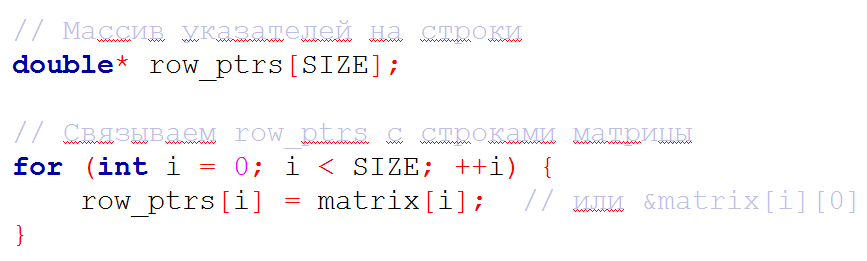 // Массив указателей на строки
double* row_ptrs[SIZE];
// Связываем row_ptrs с строками матрицы
for (int i = 0; i < SIZE; ++i) {
    row_ptrs[i] = matrix[i];  // или &matrix[i][0]
}